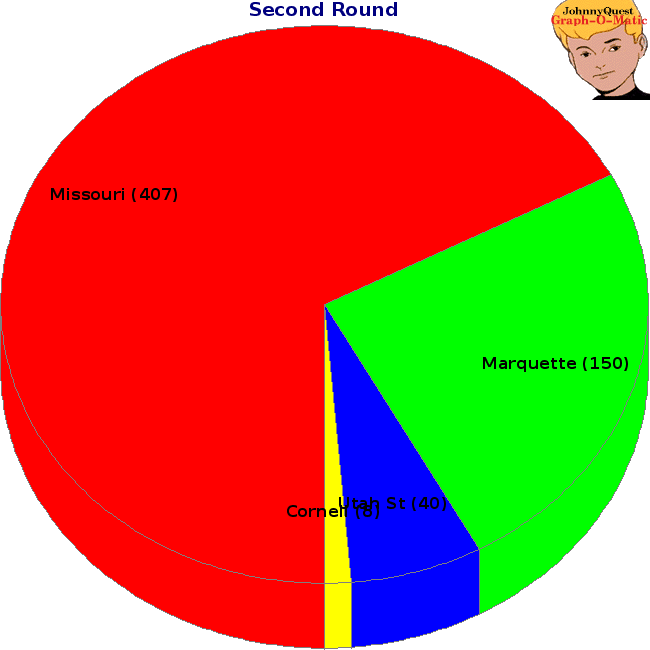 Second Round
JohnnyQuest
Graph-O-Matic
Missouri (407)
Marquette (150)
Utah St (40)
Cornell (8)